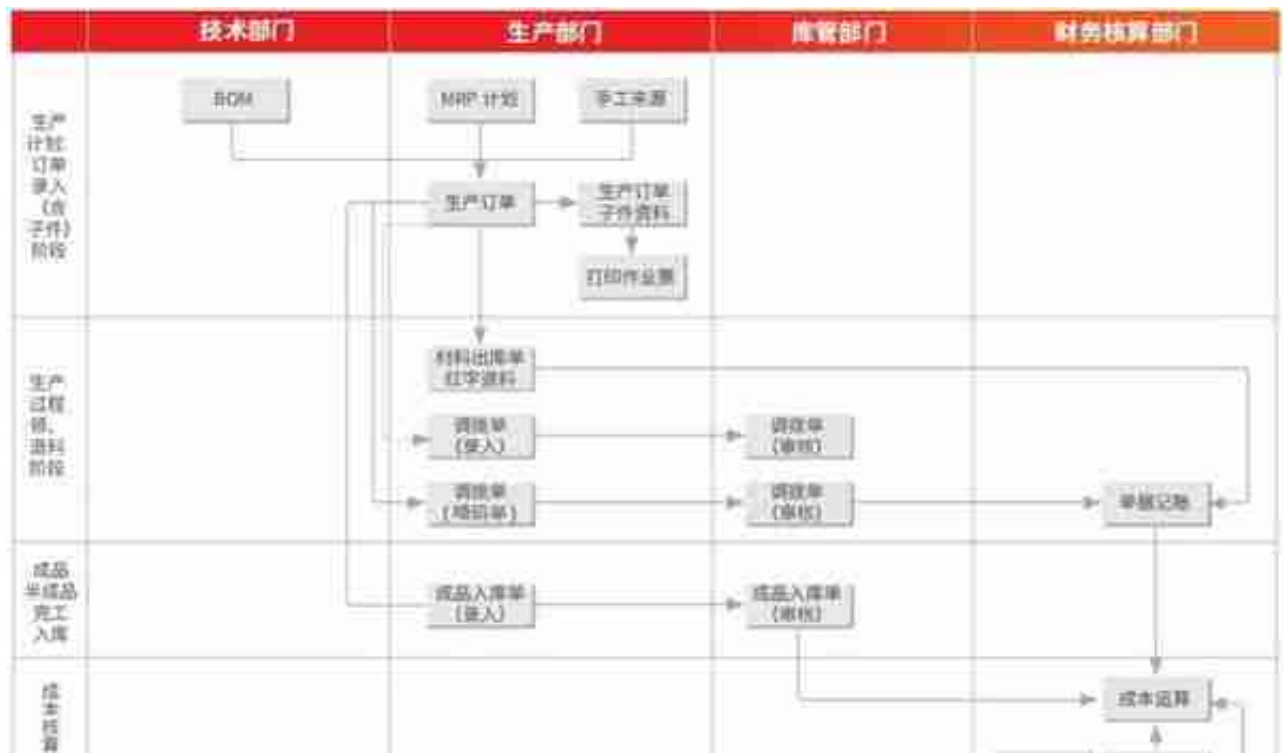 技术部门
生产部门
库管部门
财务核算部门
生产
计划
订单
录入
(含
子件)
阶段
BOM
MRP 计划
手工来源
生产订单
生产订单
子件资料
打印作业票
生产
过程
领、
退料
阶段
材料出库单
红字退料
调拨单
(录入)
调拨单
(审核)
调拨单
调拨单
(审核)
单据记账
成品
半成品
完工
入库
成品入库单
(录入)
成品入库单
(审核)
成
本
核
算
成本运算